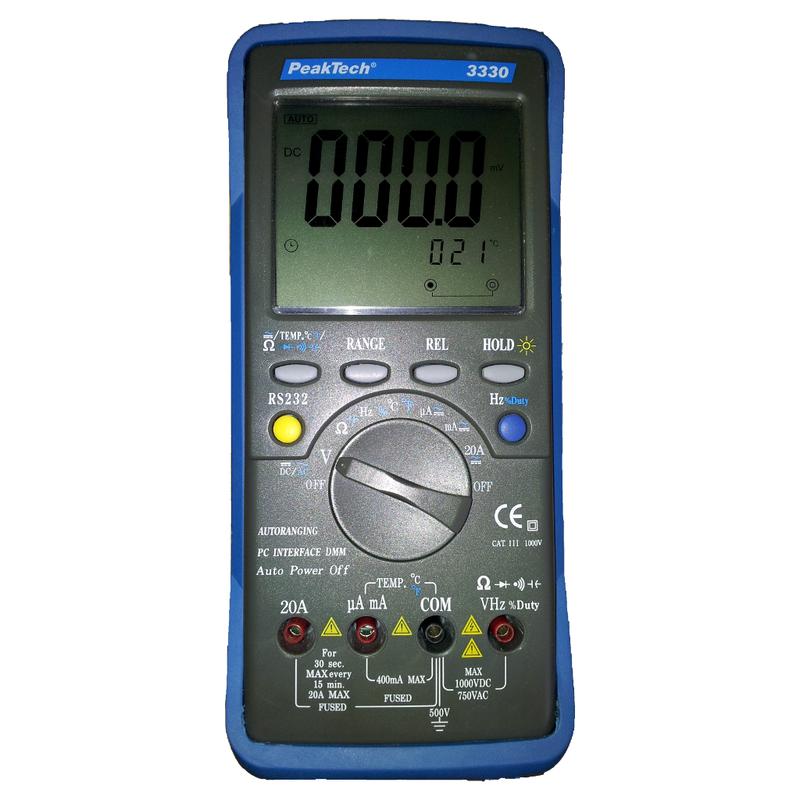 PeakTech® 3330
AUTO
DC 000.0 mV
021 °C
/TEMP.°C/
Ω
RANGE
REL
HOLD
RS232
Hz %Duty
V Ω Hz % °C °F µA mA 20A
DC/AC
OFF
OFF
CE
CAT. III 1000V
AUTORANGING
PC INTERFACE DMM
Auto Power Off
TEMP. °C
°F
Ω
20A
µA mA
COM
VHz %Duty
For
30 sec.
MAX every
15 min.
20A MAX
FUSED
400mA MAX
FUSED
MAX
1000VDC
750VAC
500V